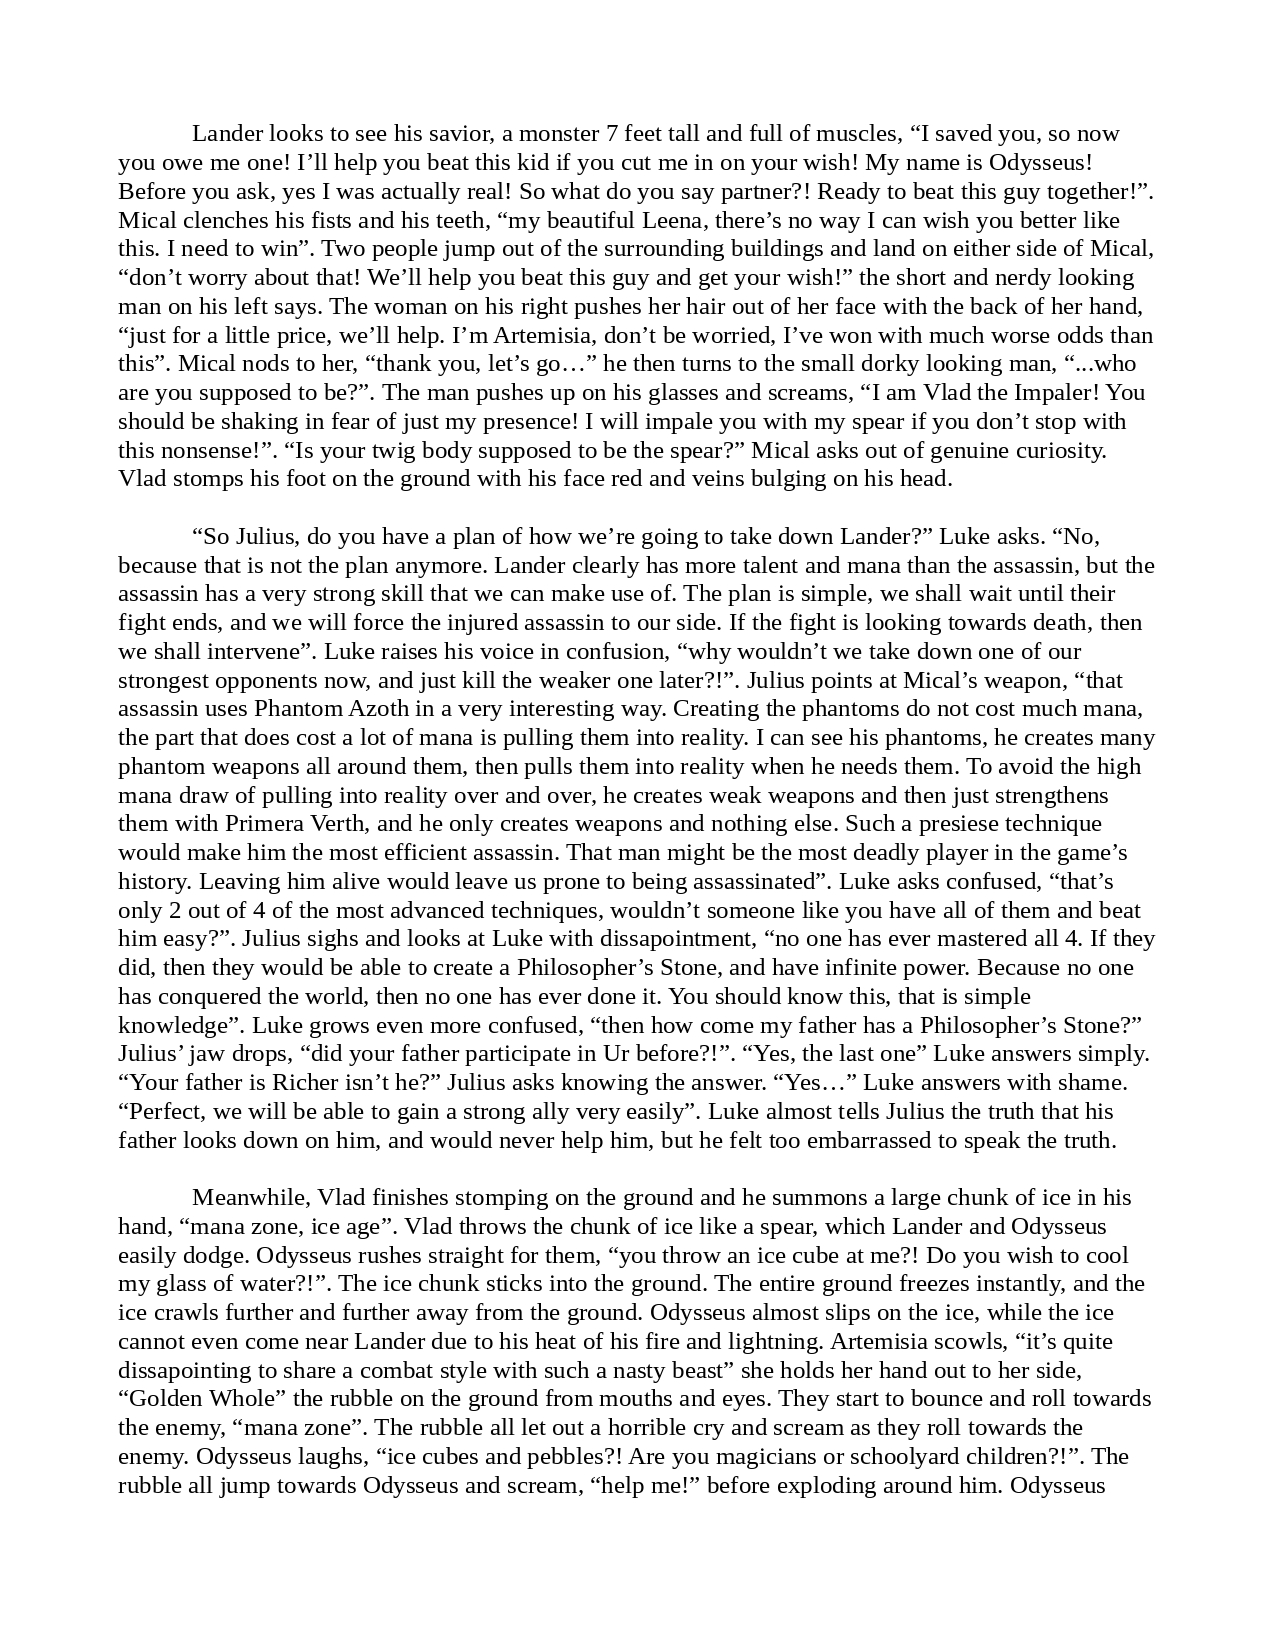 Lander looks to see his savior, a monster 7 feet tall and full of muscles, “I saved you, so now
you owe me one! I’ll help you beat this kid if you cut me in on your wish! My name is Odysseus!
Before you ask, yes I was actually real! So what do you say partner?! Ready to beat this guy together!”.
Mical clenches his fists and his teeth, “my beautiful Leena, there’s no way I can wish you better like
this. I need to win”. Two people jump out of the surrounding buildings and land on either side of Mical,
“don’t worry about that! We’ll help you beat this guy and get your wish!” the short and nerdy looking
man on his left says. The woman on his right pushes her hair out of her face with the back of her hand,
“just for a little price, we’ll help. I’m Artemisia, don’t be worried, I’ve won with much worse odds than
this”. Mical nods to her, “thank you, let’s go…” he then turns to the small dorky looking man, “...who
are you supposed to be?”. The man pushes up on his glasses and screams, “I am Vlad the Impaler! You
should be shaking in fear of just my presence! I will impale you with my spear if you don’t stop with
this nonsense!”. “Is your twig body supposed to be the spear?” Mical asks out of genuine curiosity.
Vlad stomps his foot on the ground with his face red and veins bulging on his head.
“So Julius, do you have a plan of how we’re going to take down Lander?” Luke asks. “No,
because that is not the plan anymore. Lander clearly has more talent and mana than the assassin, but the
assassin has a very strong skill that we can make use of. The plan is simple, we shall wait until their
fight ends, and we will force the injured assassin to our side. If the fight is looking towards death, then
we shall intervene”. Luke raises his voice in confusion, “why wouldn’t we take down one of our
strongest opponents now, and just kill the weaker one later?!”. Julius points at Mical’s weapon, “that
assassin uses Phantom Azoth in a very interesting way. Creating the phantoms do not cost much mana,
the part that does cost a lot of mana is pulling them into reality. I can see his phantoms, he creates many
phantom weapons all around them, then pulls them into reality when he needs them. To avoid the high
mana draw of pulling into reality over and over, he creates weak weapons and then just strengthens
them with Primera Verth, and he only creates weapons and nothing else. Such a presiese technique
would make him the most efficient assassin. That man might be the most deadly player in the game’s
history. Leaving him alive would leave us prone to being assassinated”. Luke asks confused, “that’s
only 2 out of 4 of the most advanced techniques, wouldn’t someone like you have all of them and beat
him easy?”. Julius sighs and looks at Luke with dissapointment, “no one has ever mastered all 4. If they
did, then they would be able to create a Philosopher’s Stone, and have infinite power. Because no one
has conquered the world, then no one has ever done it. You should know this, that is simple
knowledge”. Luke grows even more confused, “then how come my father has a Philosopher’s Stone?”
Julius’ jaw drops, “did your father participate in Ur before?!”. “Yes, the last one” Luke answers simply.
“Your father is Richer isn’t he?” Julius asks knowing the answer. “Yes…” Luke answers with shame.
“Perfect, we will be able to gain a strong ally very easily”. Luke almost tells Julius the truth that his
father looks down on him, and would never help him, but he felt too embarrassed to speak the truth.
Meanwhile, Vlad finishes stomping on the ground and he summons a large chunk of ice in his
hand, “mana zone, ice age”. Vlad throws the chunk of ice like a spear, which Lander and Odysseus
easily dodge. Odysseus rushes straight for them, “you throw an ice cube at me?! Do you wish to cool
my glass of water?!”. The ice chunk sticks into the ground. The entire ground freezes instantly, and the
ice crawls further and further away from the ground. Odysseus almost slips on the ice, while the ice
cannot even come near Lander due to his heat of his fire and lightning. Artemisia scowls, “it’s quite
dissapointing to share a combat style with such a nasty beast” she holds her hand out to her side,
“Golden Whole” the rubble on the ground from mouths and eyes. They start to bounce and roll towards
the enemy, “mana zone”. The rubble all let out a horrible cry and scream as they roll towards the
enemy. Odysseus laughs, “ice cubes and pebbles?! Are you magicians or schoolyard children?!”. The
rubble all jump towards Odysseus and scream, “help me!” before exploding around him. Odysseus